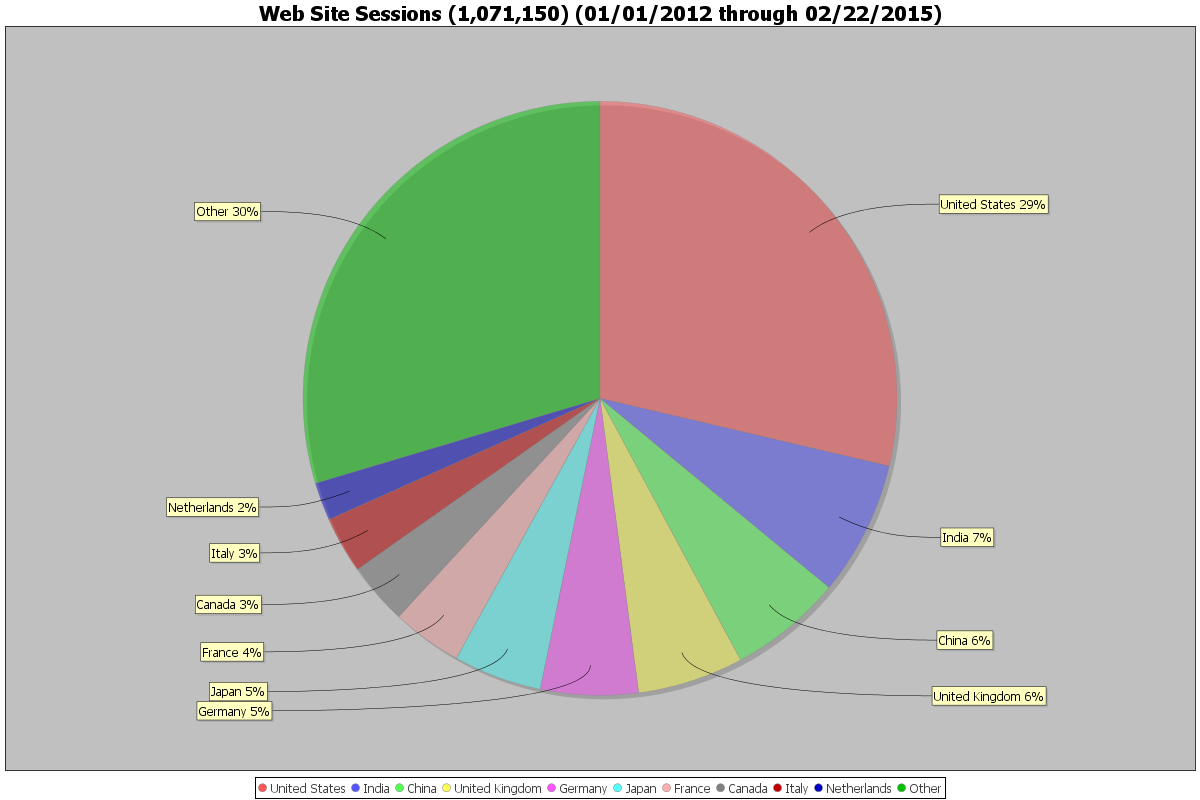 Web Site Sessions (1,071,150) (01/01/2012 through 02/22/2015)
United States 29%
India 7%
China 6%
United Kingdom 6%
Germany 5%
Japan 5%
France 4%
Canada 3%
Italy 3%
Netherlands 2%
Other 30%
United States India China United Kingdom Germany Japan France Canada Italy Netherlands Other